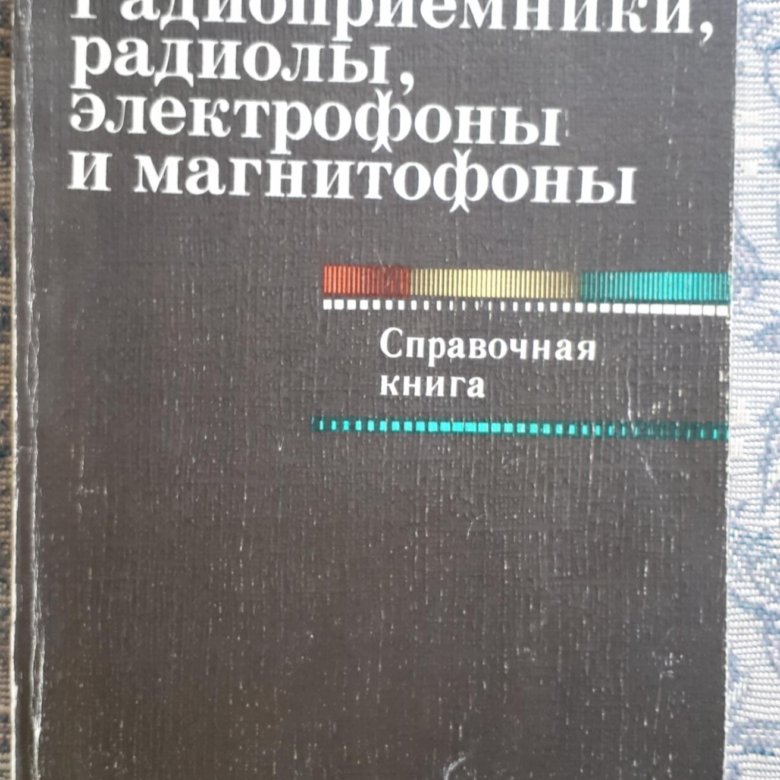 Радиоприемники,
радиолы,
электрофоны
и магнитофоны
Справочная
книга